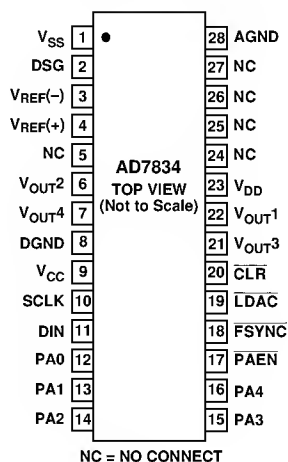 VSS 1 28 AGND
DSG 2 27 NC
VREF(–) 3 26 NC
VREF(+) 4 25 NC
NC 5 24 NC
AD7834
TOP VIEW
(Not to Scale)
VOUT2 6 23 VDD
VOUT4 7 22 VOUT1
DGND 8 21 VOUT3
VCC 9 20 CLR
SCLK 10 19 LDAC
DIN 11 18 FSYNC
PA0 12 17 PAEN
PA1 13 16 PA4
PA2 14 15 PA3
NC = NO CONNECT